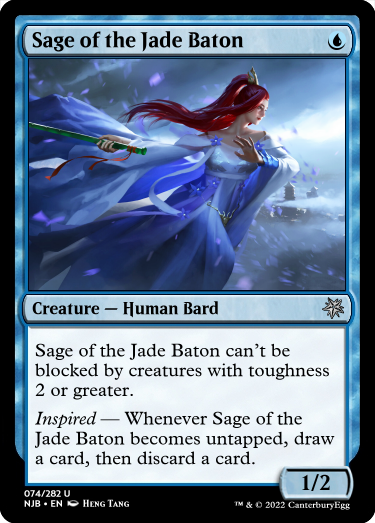 Sage of the Jade Baton
Creature — Human Bard
Sage of the Jade Baton can't be
blocked by creatures with toughness
2 or greater.
Inspired — Whenever Sage of the
Jade Baton becomes untapped, draw
a card, then discard a card.
1/2
074/282 U
NJB • EN Heng Tang
™ & © 2022 CanterburyEgg